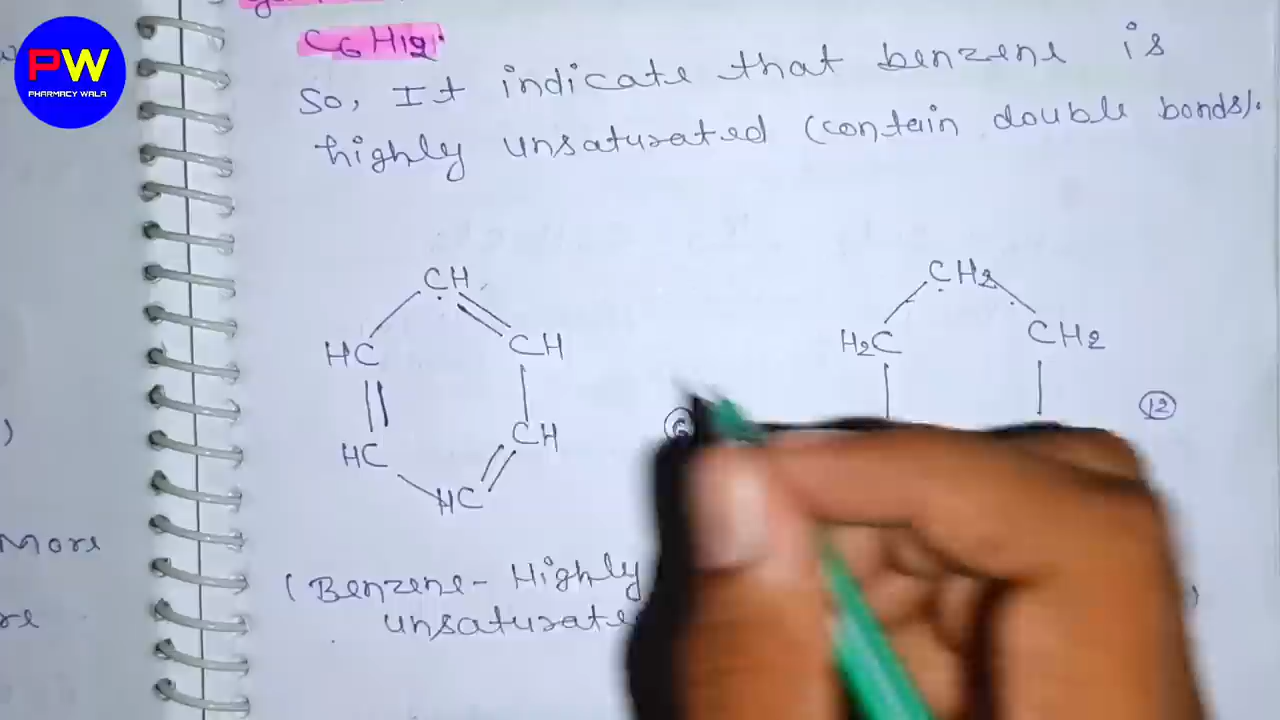 PW
PHARMACY WALA
C6H12.
So, It indicate that benzene is
highly unsaturated (contain double bonds).
CH
CH2
HC
CH
H2C
CH2
12
HC
CH
6
HC
More
(Benzene- Highly
unsaturate
)